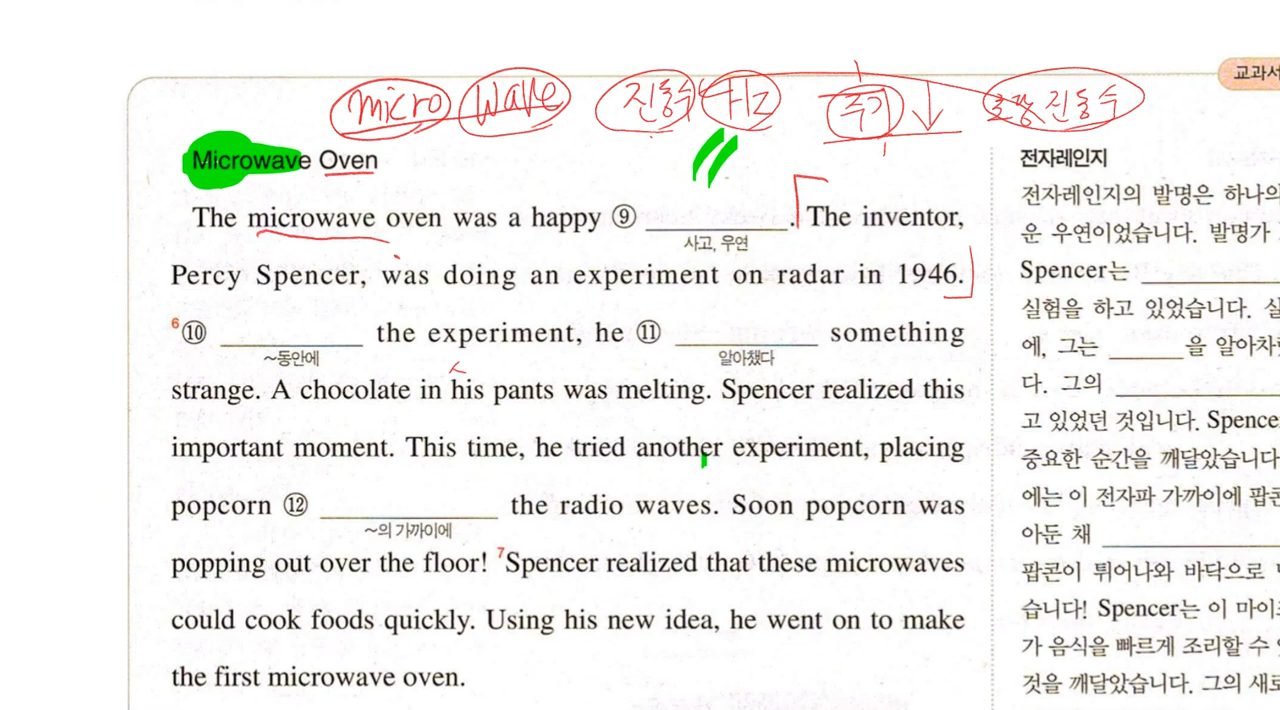 교과서
micro wave 진동수 주기 진동수
Microwave Oven
The microwave oven was a happy ⑨ ____________. The inventor,
사고, 우연
Percy Spencer, was doing an experiment on radar in 1946.
6 ⑩ ____________ the experiment, he ⑪ ____________ something
~동안에 알아챘다
strange. A chocolate in his pants was melting. Spencer realized this
important moment. This time, he tried another experiment, placing
popcorn ⑫ ____________ the radio waves. Soon popcorn was
~의 가까이에
popping out over the floor! 7 Spencer realized that these microwaves
could cook foods quickly. Using his new idea, he went on to make
the first microwave oven.
전자레인지
전자레인지의 발명은 하나의
운 우연이었습니다. 발명가
Spencer는 ____________
실험을 하고 있었습니다. 실
에, 그는 ______을 알아차
다. 그의 ____________
고 있었던 것입니다. Spence
중요한 순간을 깨달았습니다
에는 이 전자파 가까이에 팝콘
아둔 채 ____________
팝콘이 튀어나와 바닥으로
습니다! Spencer는 이 마이
가 음식을 빠르게 조리할 수
것을 깨달았습니다. 그의 새로